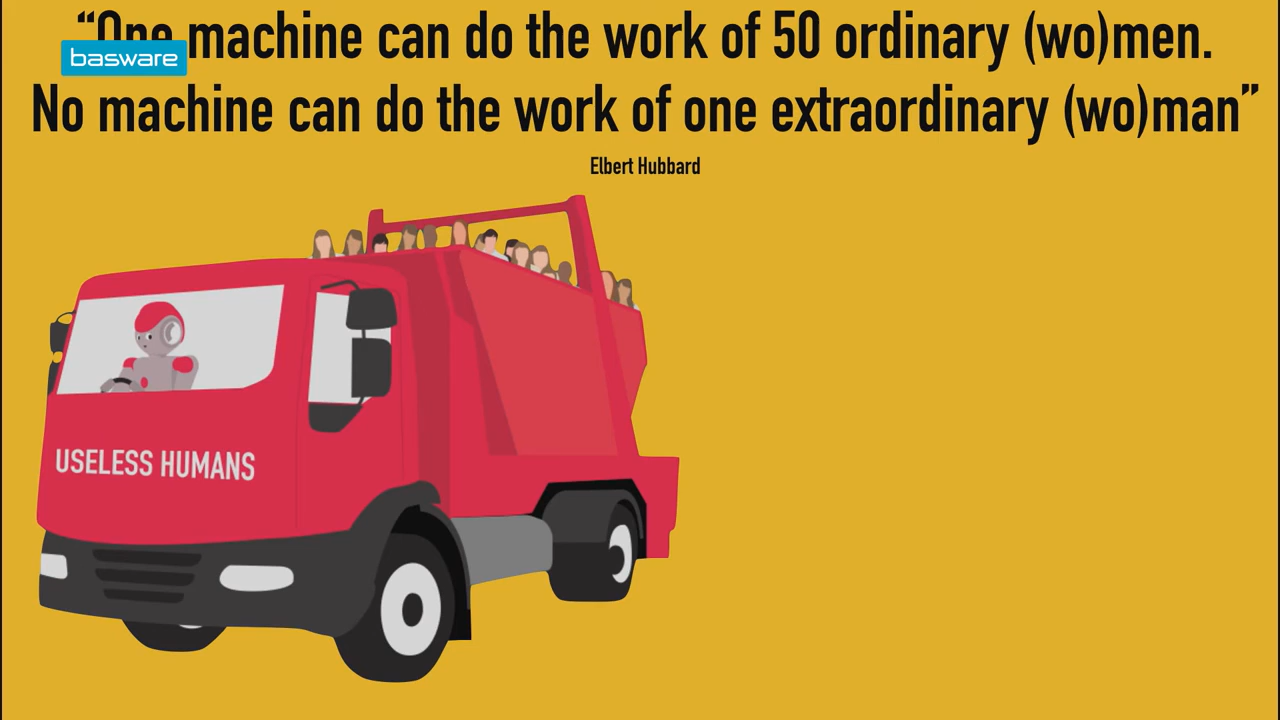 “One machine can do the work of 50 ordinary (wo)men.
basware
No machine can do the work of one extraordinary (wo)man”
Elbert Hubbard
USELESS HUMANS